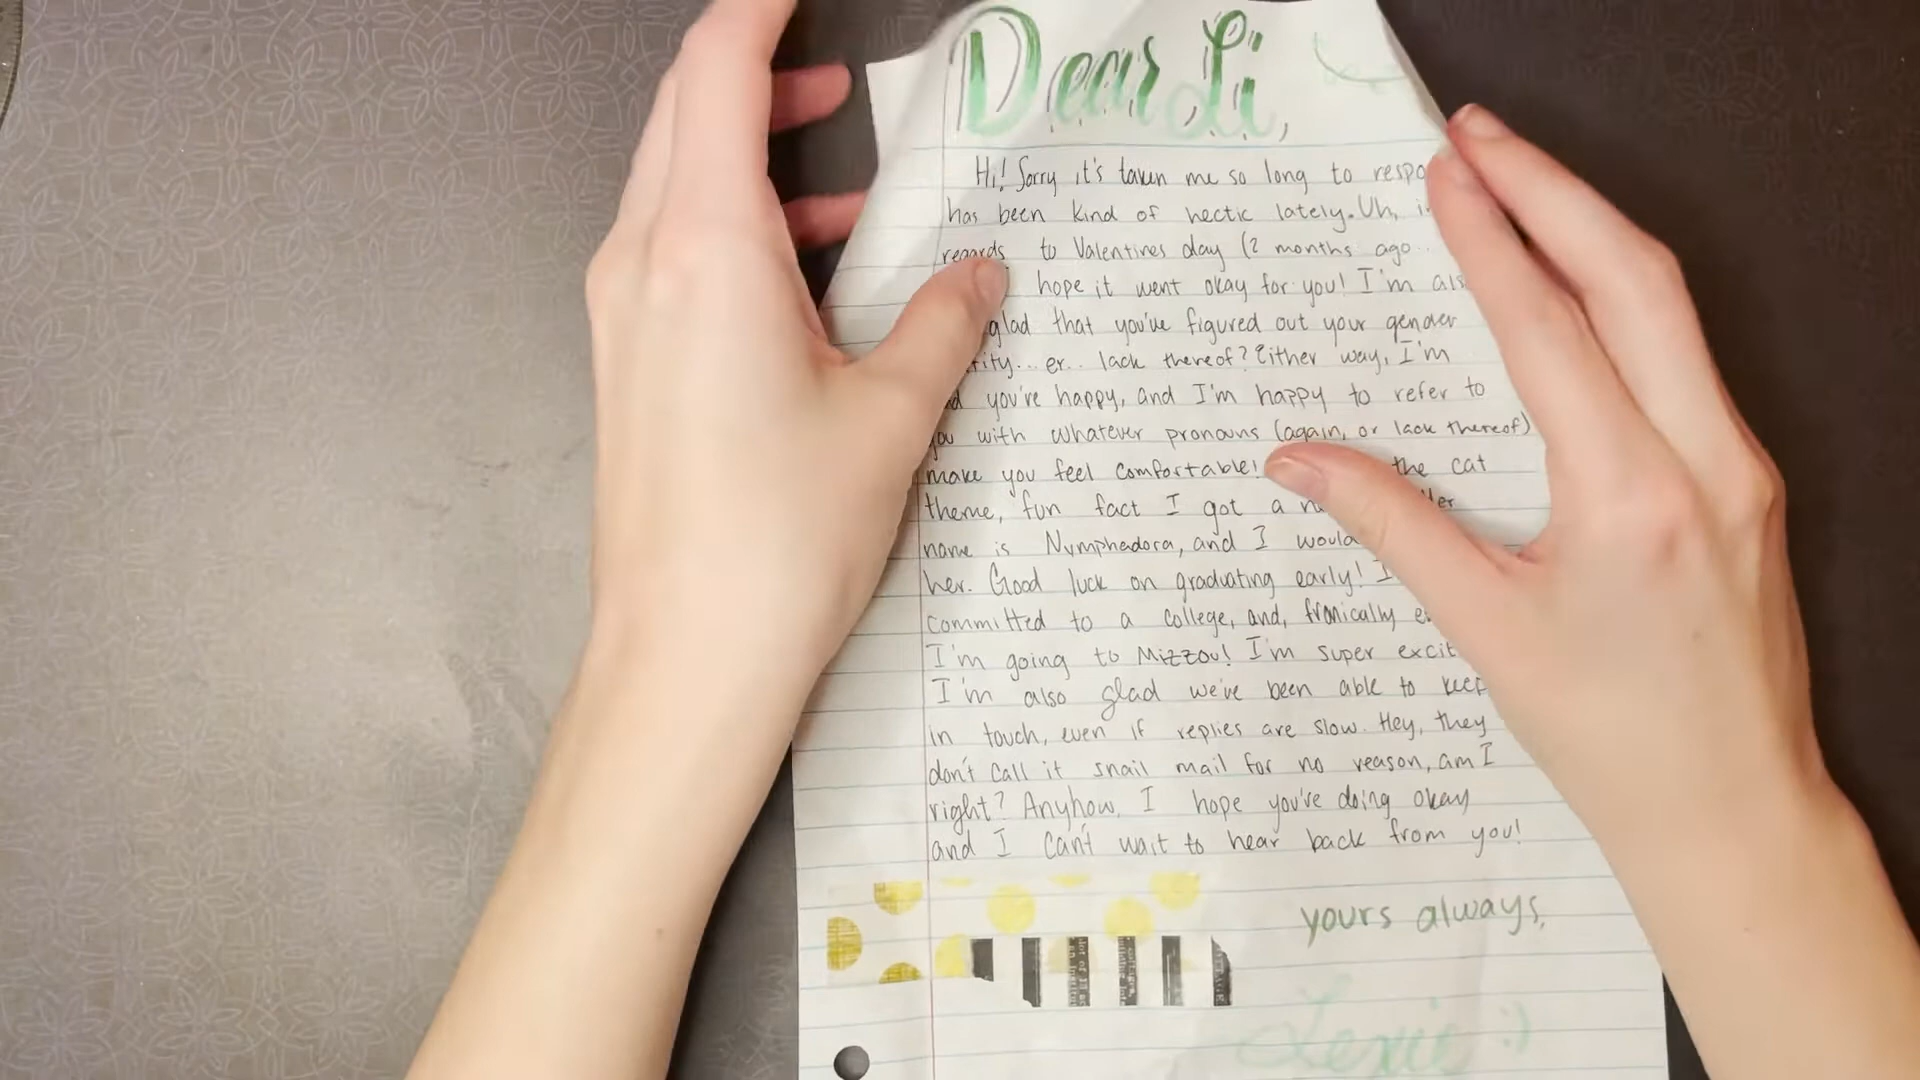 Dear Li,
Hi! Sorry it's taken me so long to respo
has been kind of hectic lately. Uh, i
regards to Valentines day (2 months ago..
hope it went okay for you! I'm als
glad that you've figured out your gender
tity... er.. lack thereof? Either way, I'm
you're happy, and I'm happy to refer to
you with whatever pronouns (again, or lack thereof)
make you feel comfortable! the cat
theme, fun fact I got a
name is Nymphadora, and I would
her. Good luck on graduating early! I
committed to a college, and, fronically
I'm going to Mizzou! I'm super excit
I'm also glad we've been able to keep
in touch, even if replies are slow. Hey, they
don't call it snail mail for no reason, am I
right? Anyhow, I hope you're doing okay
and I can't wait to hear back from you!
yours always,
Lexie :)